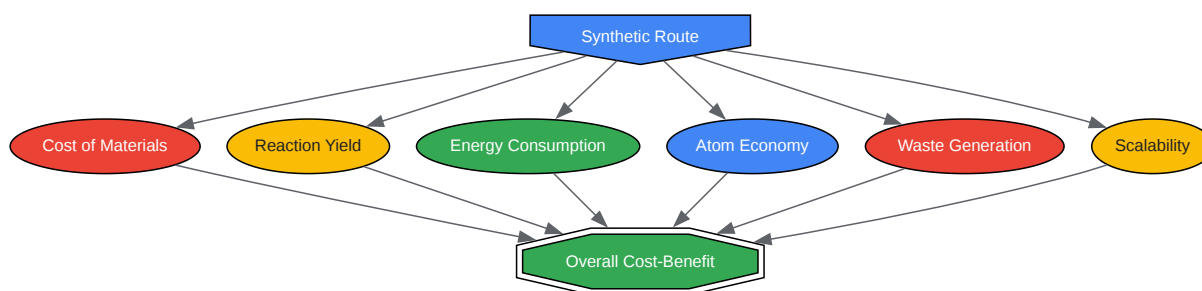 Synthetic Route
Cost of Materials
Reaction Yield
Energy Consumption
Atom Economy
Waste Generation
Scalability
Overall Cost-Benefit